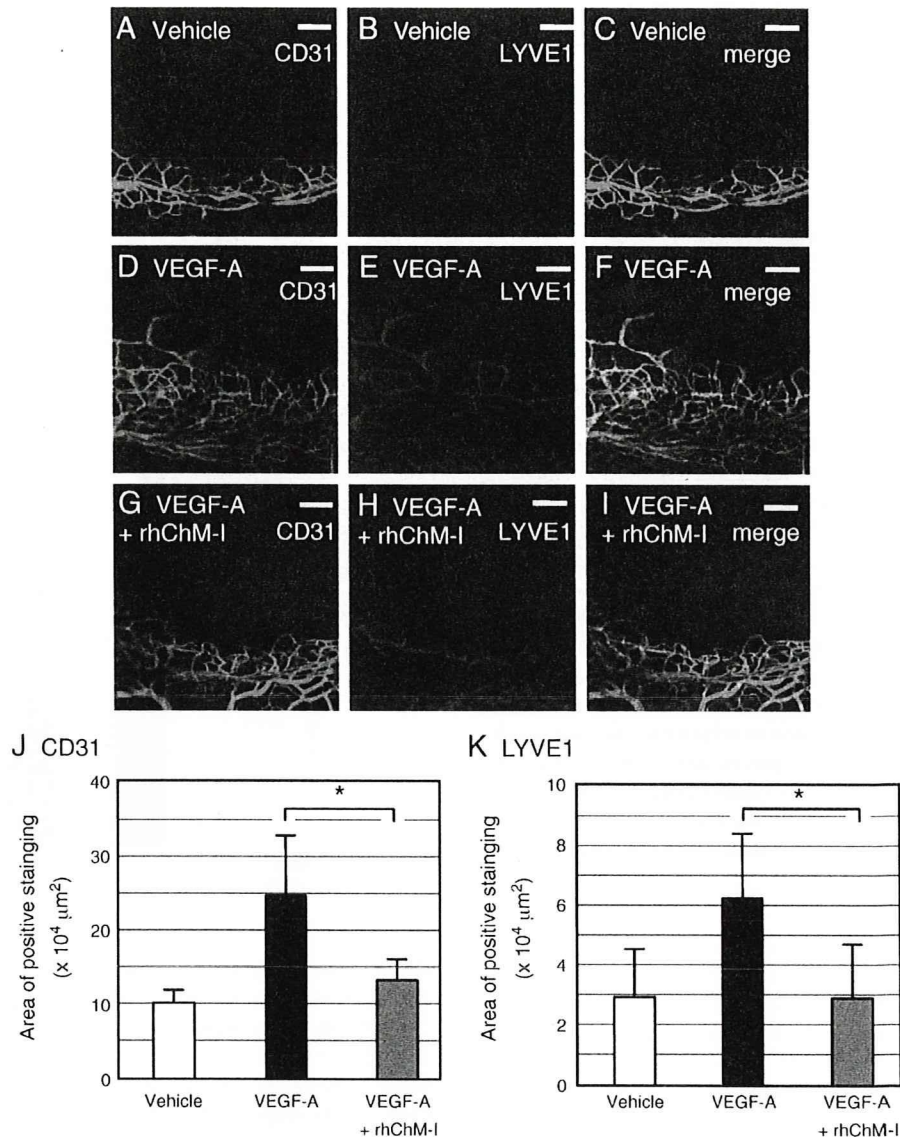 A Vehicle
CD31
B Vehicle
LYVE1
C Vehicle
merge
D VEGF-A
CD31
E VEGF-A
LYVE1
F VEGF-A
merge
G VEGF-A
+ rhChM-I CD31
H VEGF-A
+ rhChM-I LYVE1
I VEGF-A
+ rhChM-I merge
J CD31
Area of positive stainging
(x 10⁴ μm²)
40
30
20
10
0
*
Vehicle
VEGF-A
VEGF-A
+ rhChM-I
K LYVE1
Area of positive stainging
(x 10⁴ μm²)
10
8
6
4
2
0
*
Vehicle
VEGF-A
VEGF-A
+ rhChM-I